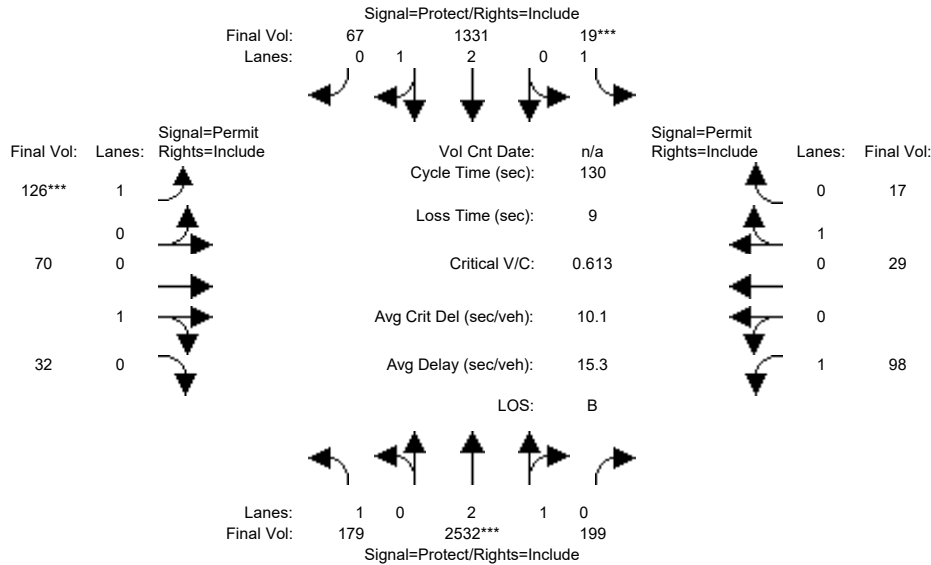 Signal=Protect/Rights=Include
Final Vol: 67 1331 19***
Lanes: 0 1 2 0 1
Signal=Permit Signal=Permit
Final Vol: Lanes: Rights=Include Vol Cnt Date: n/a Rights=Include Lanes: Final Vol:
Cycle Time (sec): 130
126*** 1 0 17
Loss Time (sec): 9
0 1
70 0 Critical V/C: 0.613 0 29
1 Avg Crit Del (sec/veh): 10.1 0
32 0 Avg Delay (sec/veh): 15.3 1 98
LOS: B
Lanes: 1 0 2 1 0
Final Vol: 179 2532*** 199
Signal=Protect/Rights=Include